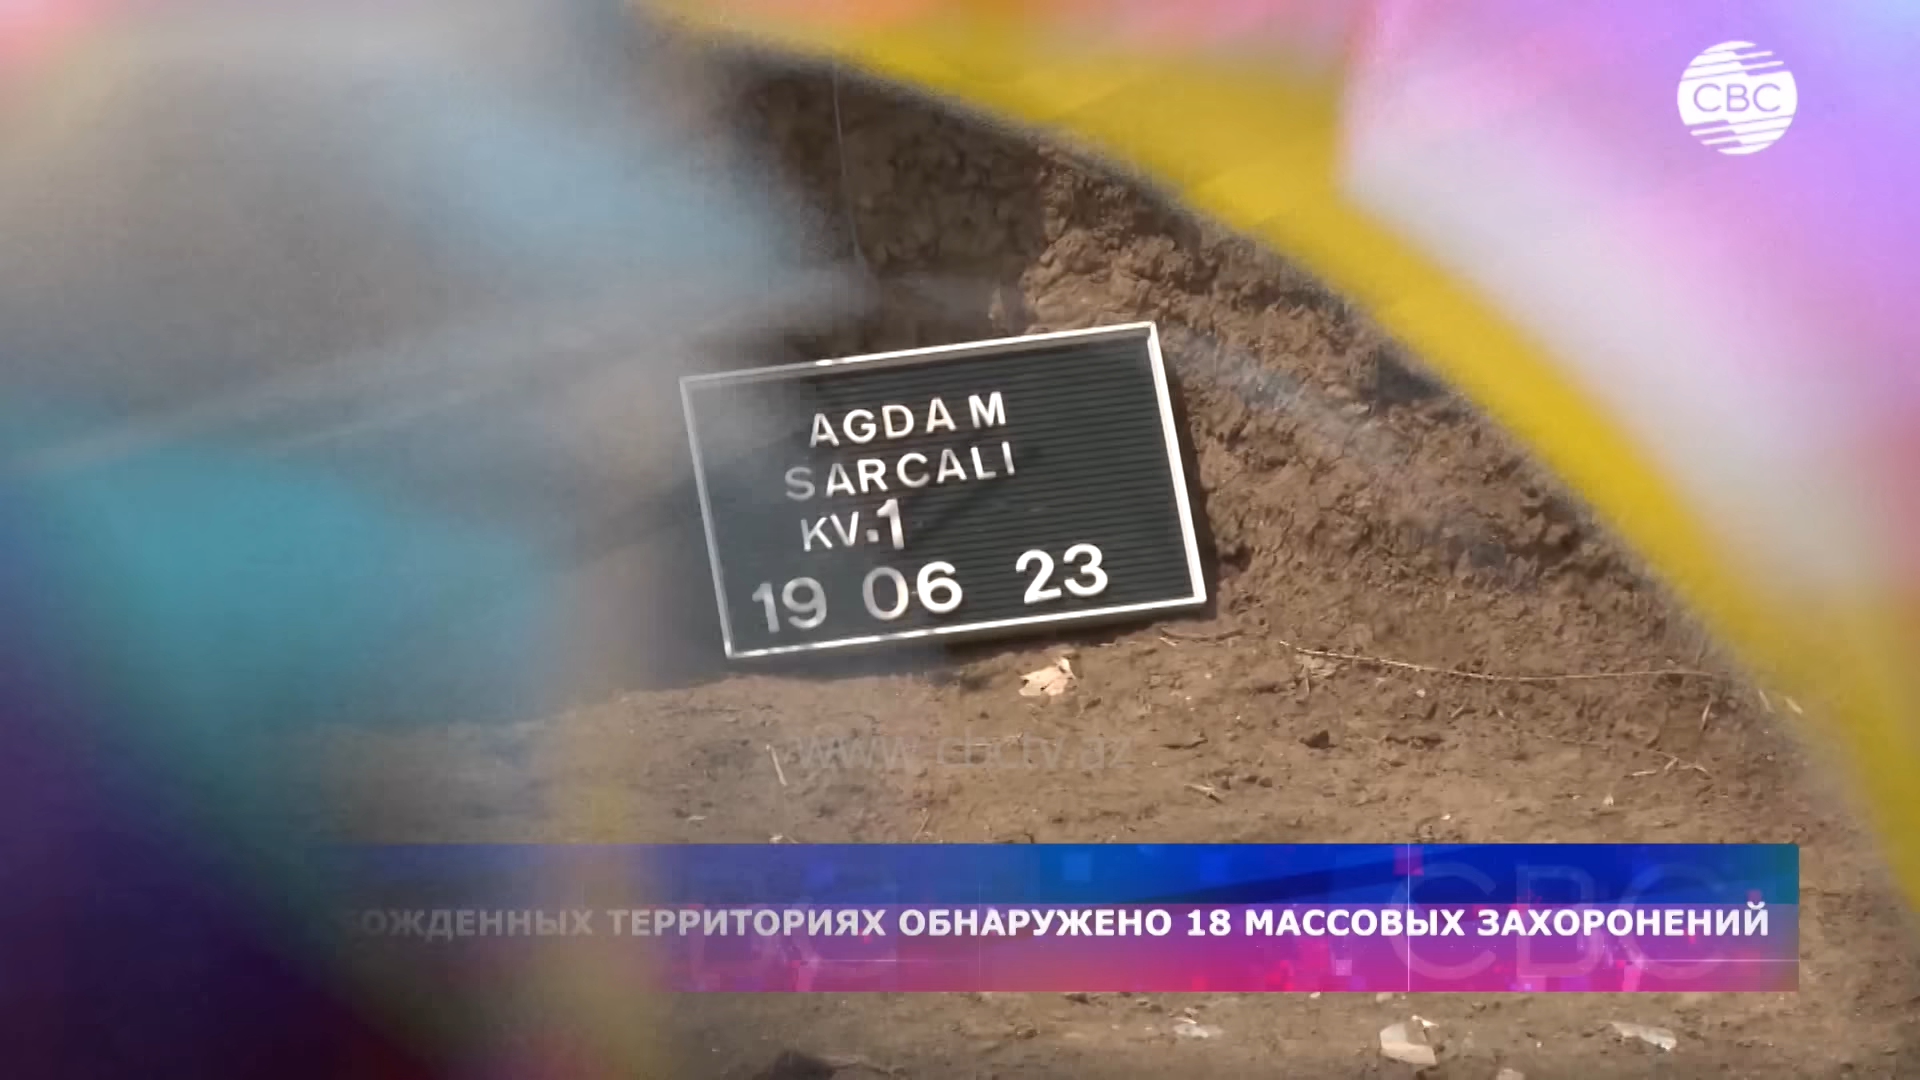 CBC
AGDAM
SARCALI
KV.1
19 06 23
www.cbctv.az
ТЕРРИТОРИЯХ ОБНАРУЖЕНО 18 МАССОВЫХ ЗАХОРОНЕНИЙ